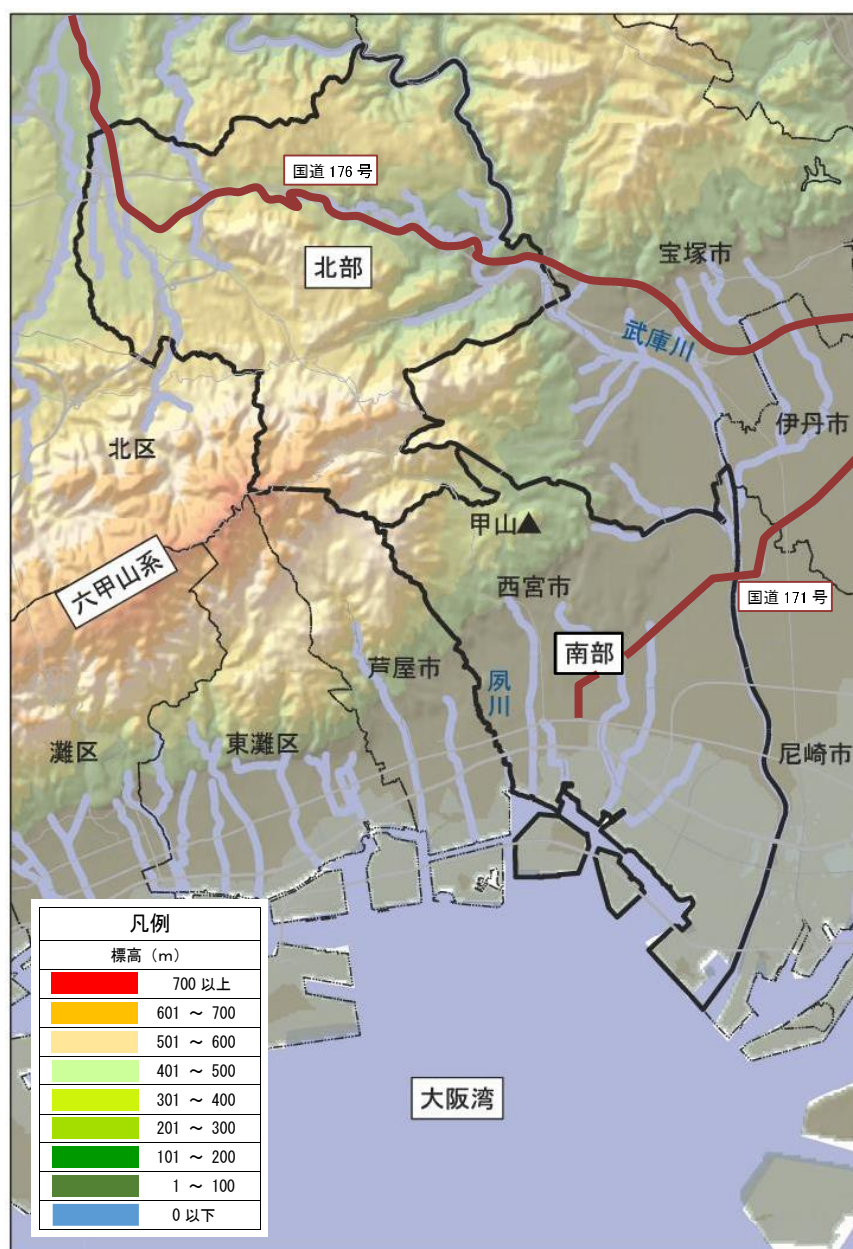 国道 176 号
北部
宝塚市
武庫川
伊丹市
北区
甲山▲
六甲山系
西宮市
国道 171 号
南部
芦屋市
夙川
東灘区
灘区
尼崎市
凡例
標高（m）
700 以上
601 ～ 700
501 ～ 600
401 ～ 500
301 ～ 400
201 ～ 300
101 ～ 200
1 ～ 100
0 以下
大阪湾